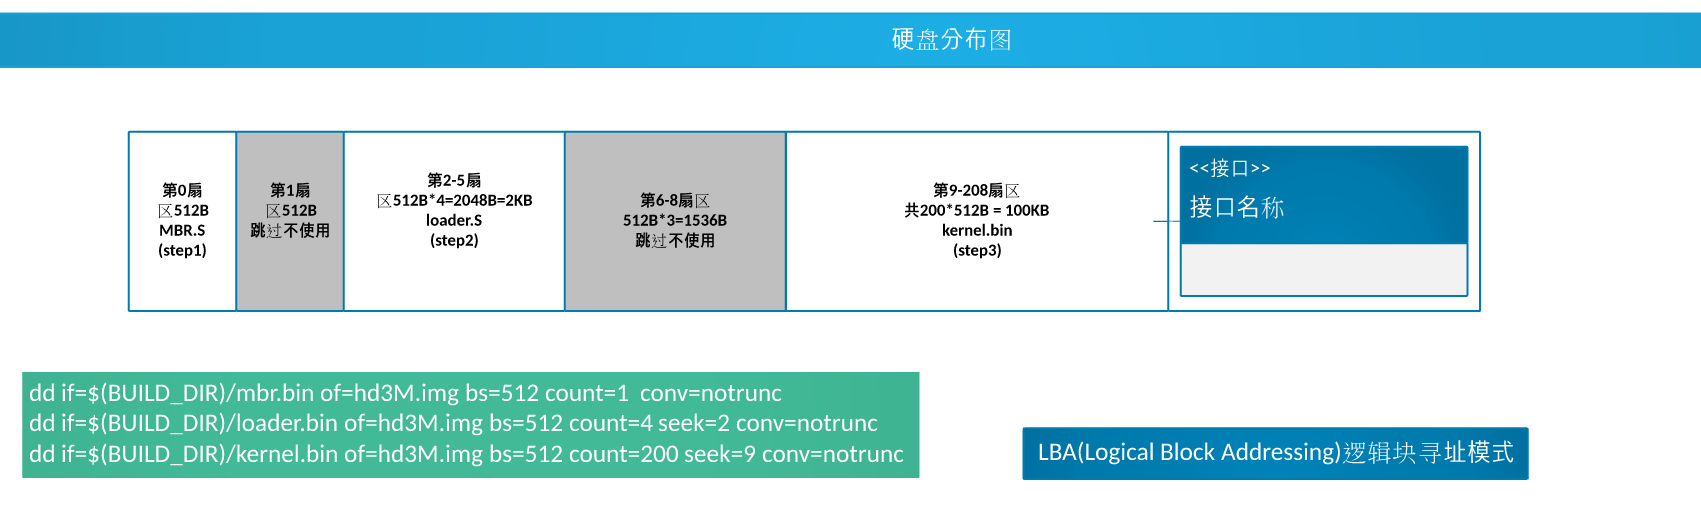 硬盘分布图
第0扇
区512B
MBR.S
(step1)
第1扇
区512B
跳过不使用
第2-5扇
区512B*4=2048B=2KB
loader.S
(step2)
第6-8扇区
512B*3=1536B
跳过不使用
第9-208扇区
共200*512B = 100KB
kernel.bin
(step3)
<<接口>>
接口名称
dd if=$(BUILD_DIR)/mbr.bin of=hd3M.img bs=512 count=1  conv=notrunc
dd if=$(BUILD_DIR)/loader.bin of=hd3M.img bs=512 count=4 seek=2 conv=notrunc
dd if=$(BUILD_DIR)/kernel.bin of=hd3M.img bs=512 count=200 seek=9 conv=notrunc
LBA(Logical Block Addressing)逻辑块寻址模式